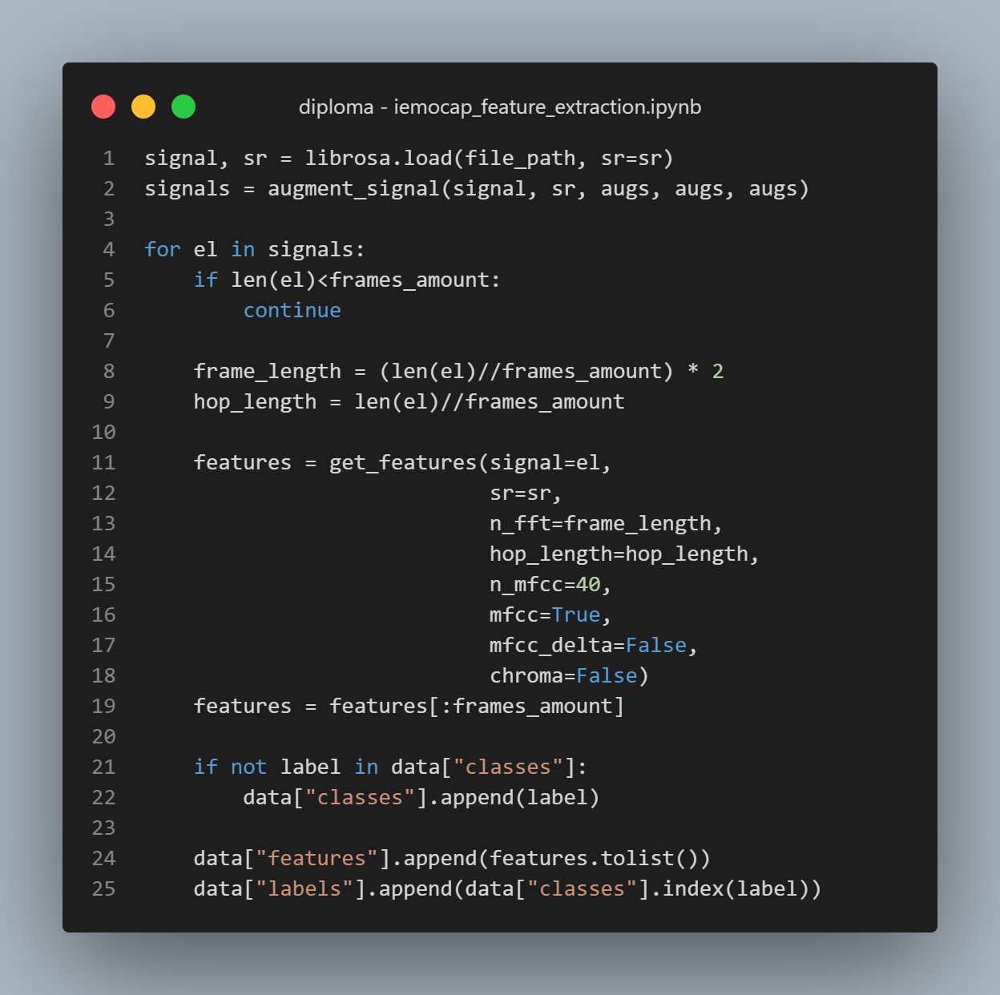 diploma - iemocap_feature_extraction.ipynb
1 signal, sr = librosa.load(file_path, sr=sr)
2 signals = augment_signal(signal, sr, augs, augs, augs)
3
4 for el in signals:
5     if len(el)<frames_amount:
6         continue
7
8     frame_length = (len(el)//frames_amount) * 2
9     hop_length = len(el)//frames_amount
10
11     features = get_features(signal=el,
12                             sr=sr,
13                             n_fft=frame_length,
14                             hop_length=hop_length,
15                             n_mfcc=40,
16                             mfcc=True,
17                             mfcc_delta=False,
18                             chroma=False)
19     features = features[:frames_amount]
20
21     if not label in data["classes"]:
22         data["classes"].append(label)
23
24     data["features"].append(features.tolist())
25     data["labels"].append(data["classes"].index(label))